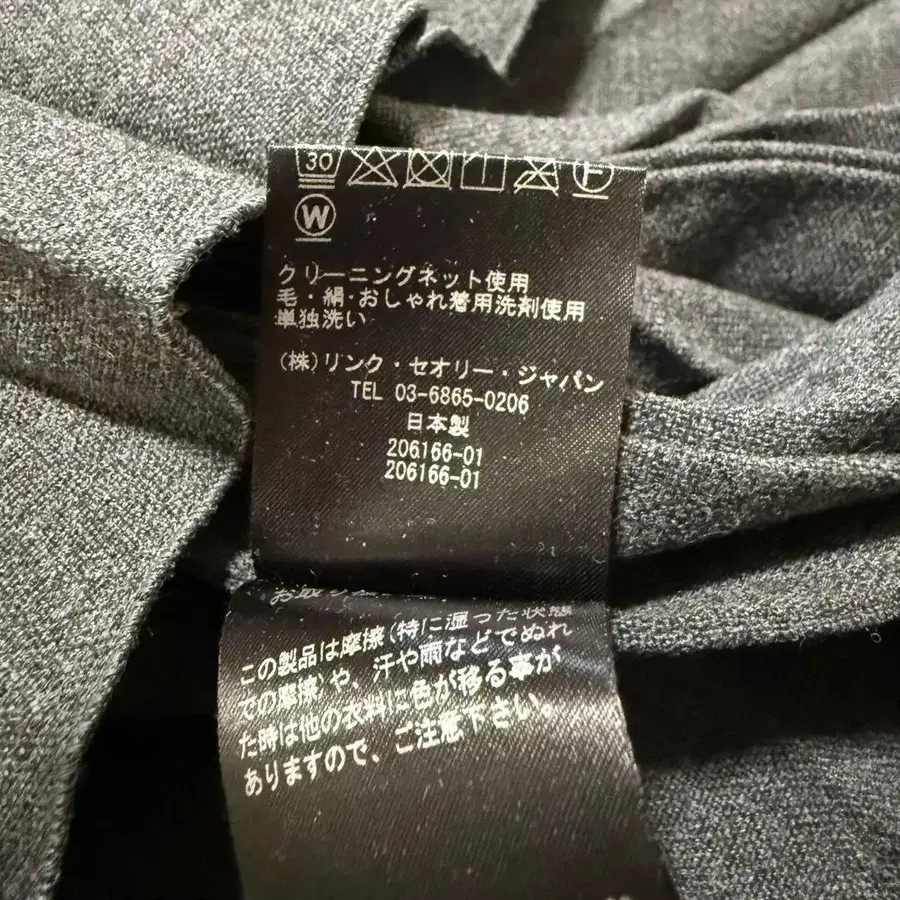 30
F
W
クリーニングネット使用
毛・絹・おしゃれ着用洗剤使用
単独洗い
(株)リンク・セオリー・ジャパン
TEL 03-6865-0206
日本製
206166-01
206166-01
この製品は摩擦(特に湿った状態
での摩擦)や、汗や雨などでぬれ
た時は他の衣料に色が移る事が
ありますので、ご注意下さい。